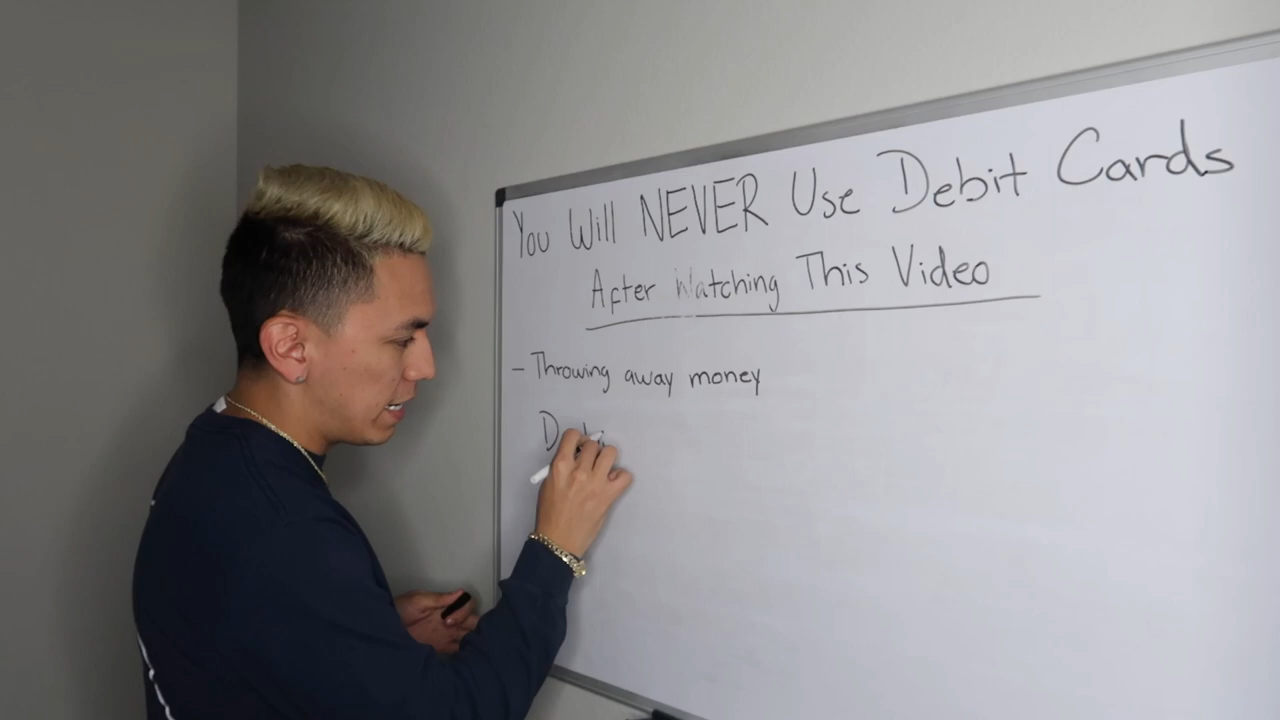 You Will NEVER Use Debit Cards
After Watching This Video
- Throwing away money